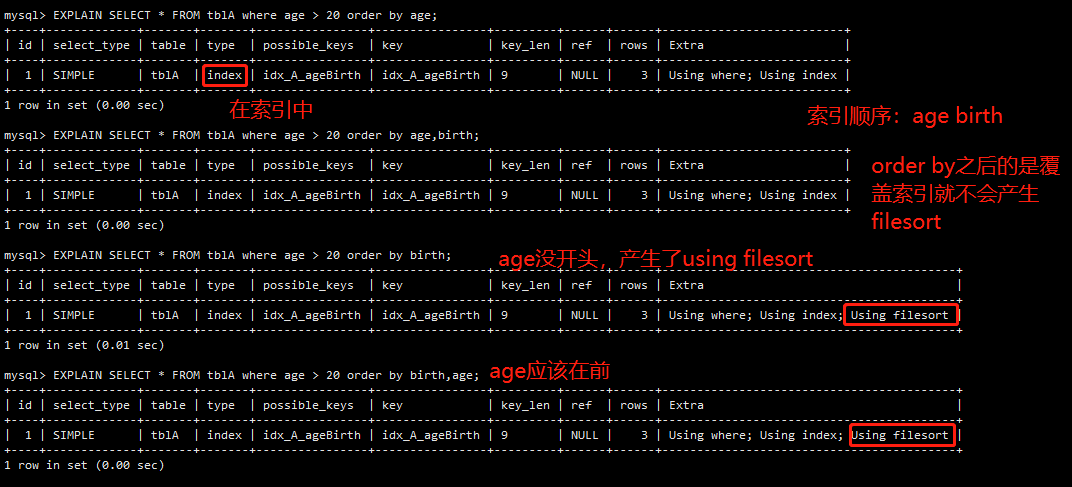 mysql> EXPLAIN SELECT * FROM tblA where age > 20 order by age;
+----+-------------+-------+-------+----------------+----------------+---------+------+------+--------------------------+
| id | select_type | table | type  | possible_keys  | key            | key_len | ref  | rows | Extra                    |
+----+-------------+-------+-------+----------------+----------------+---------+------+------+--------------------------+
|  1 | SIMPLE      | tblA  | index | idx_A_ageBirth | idx_A_ageBirth | 9       | NULL |    3 | Using where; Using index |
+----+-------------+-------+-------+----------------+----------------+---------+------+------+--------------------------+
1 row in set (0.00 sec)
在索引中
索引顺序：age birth
mysql> EXPLAIN SELECT * FROM tblA where age > 20 order by age,birth;
+----+-------------+-------+-------+----------------+----------------+---------+------+------+--------------------------+
| id | select_type | table | type  | possible_keys  | key            | key_len | ref  | rows | Extra                    |
+----+-------------+-------+-------+----------------+----------------+---------+------+------+--------------------------+
|  1 | SIMPLE      | tblA  | index | idx_A_ageBirth | idx_A_ageBirth | 9       | NULL |    3 | Using where; Using index |
+----+-------------+-------+-------+----------------+----------------+---------+------+------+--------------------------+
1 row in set (0.00 sec)
order by之后的是覆
盖索引就不会产生
filesort
mysql> EXPLAIN SELECT * FROM tblA where age > 20 order by birth;
age没开头，产生了using filesort
+----+-------------+-------+-------+----------------+----------------+---------+------+------+------------------------------------------+
| id | select_type | table | type  | possible_keys  | key            | key_len | ref  | rows | Extra                                    |
+----+-------------+-------+-------+----------------+----------------+---------+------+------+------------------------------------------+
|  1 | SIMPLE      | tblA  | index | idx_A_ageBirth | idx_A_ageBirth | 9       | NULL |    3 | Using where; Using index; Using filesort |
+----+-------------+-------+-------+----------------+----------------+---------+------+------+------------------------------------------+
1 row in set (0.01 sec)
mysql> EXPLAIN SELECT * FROM tblA where age > 20 order by birth,age;
age应该在前
+----+-------------+-------+-------+----------------+----------------+---------+------+------+------------------------------------------+
| id | select_type | table | type  | possible_keys  | key            | key_len | ref  | rows | Extra                                    |
+----+-------------+-------+-------+----------------+----------------+---------+------+------+------------------------------------------+
|  1 | SIMPLE      | tblA  | index | idx_A_ageBirth | idx_A_ageBirth | 9       | NULL |    3 | Using where; Using index; Using filesort |
+----+-------------+-------+-------+----------------+----------------+---------+------+------+------------------------------------------+
1 row in set (0.00 sec)